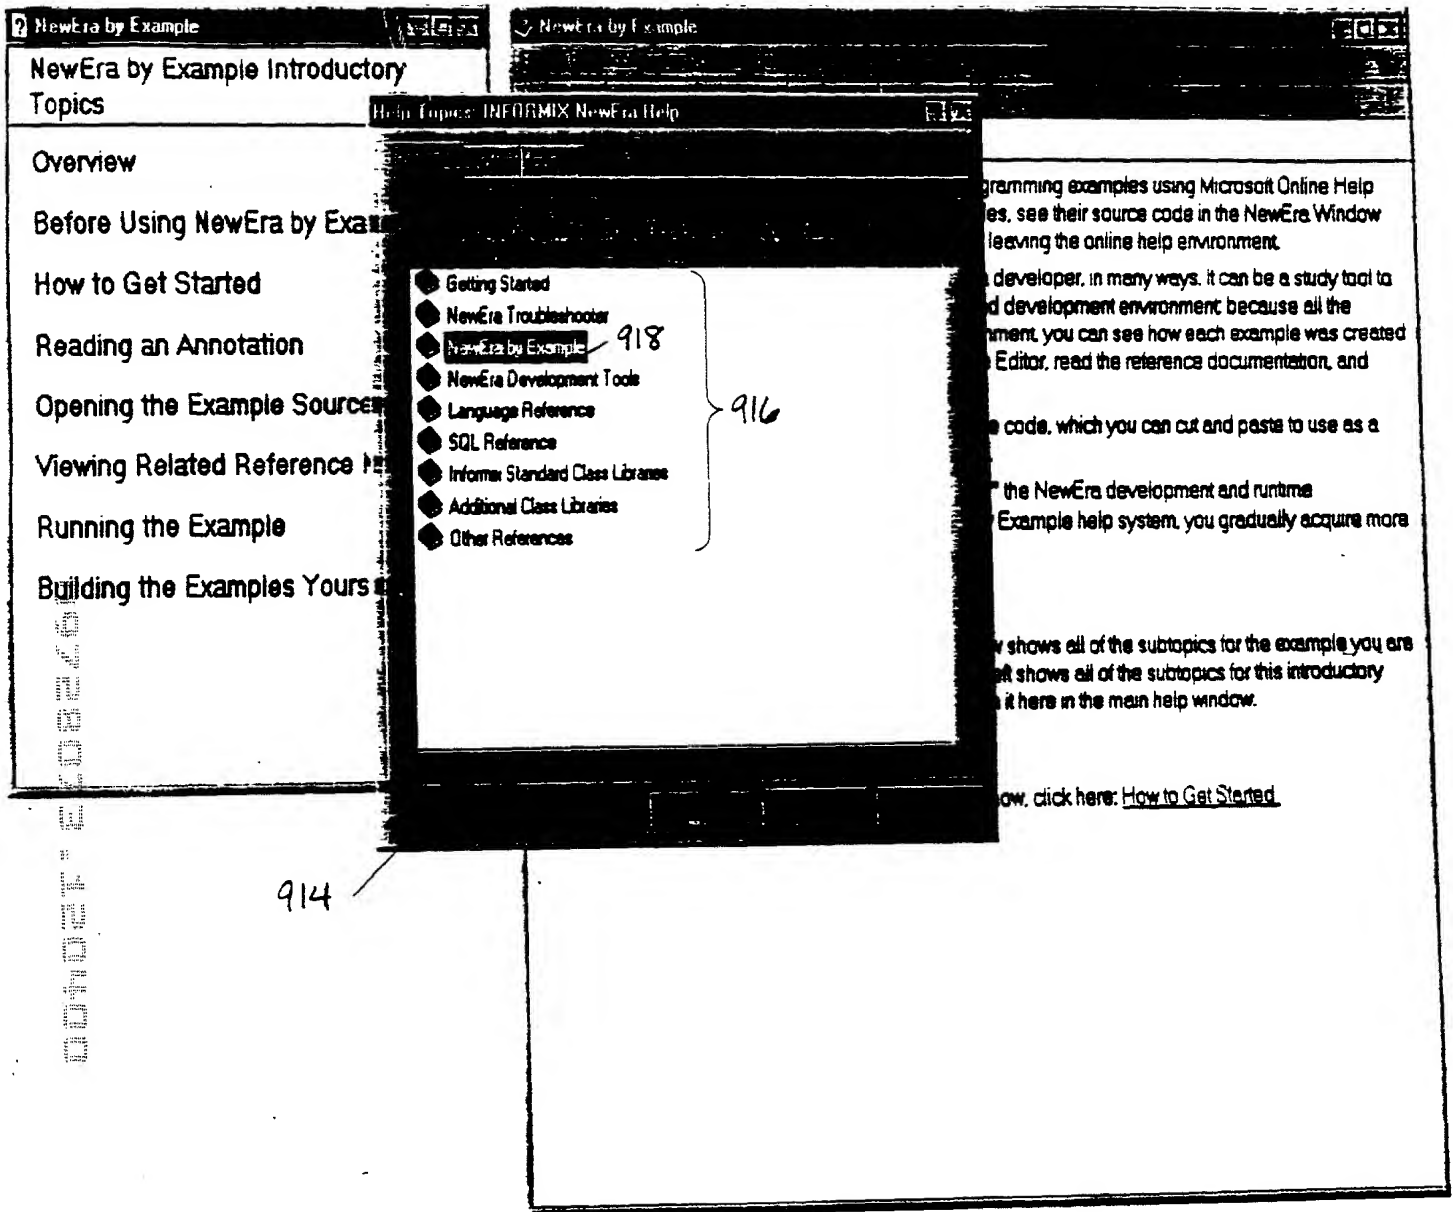 NewEra by Example
NewEra by Example Introductory
Topics
Overview
Before Using NewEra by Exa
How to Get Started
Reading an Annotation
Opening the Example Source
Viewing Related Reference
Running the Example
Building the Examples Yours
Help Topics: INFORMIX NewEra Help
Getting Started
NewEra Troubleshooter
NewEra by Example
918
NewEra Development Tools
Language Reference
916
SQL Reference
Informix Standard Class Libraries
Additional Class Libraries
Other References
914
NewEra by Example
gramming examples using Microsoft Online Help
es, see their source code in the NewEra Window
leaving the online help environment.
developer, in many ways. it can be a study tool to
d development environment because all the
nment, you can see how each example was created
Editor, read the reference documentation, and
code, which you can cut and paste to use as a
" the NewEra development and runtime
Example help system, you gradually acquire more
w shows all of the subtopics for the example you are
eft shows all of the subtopics for this introductory
it here in the main help window.
ow, click here: How to Get Started